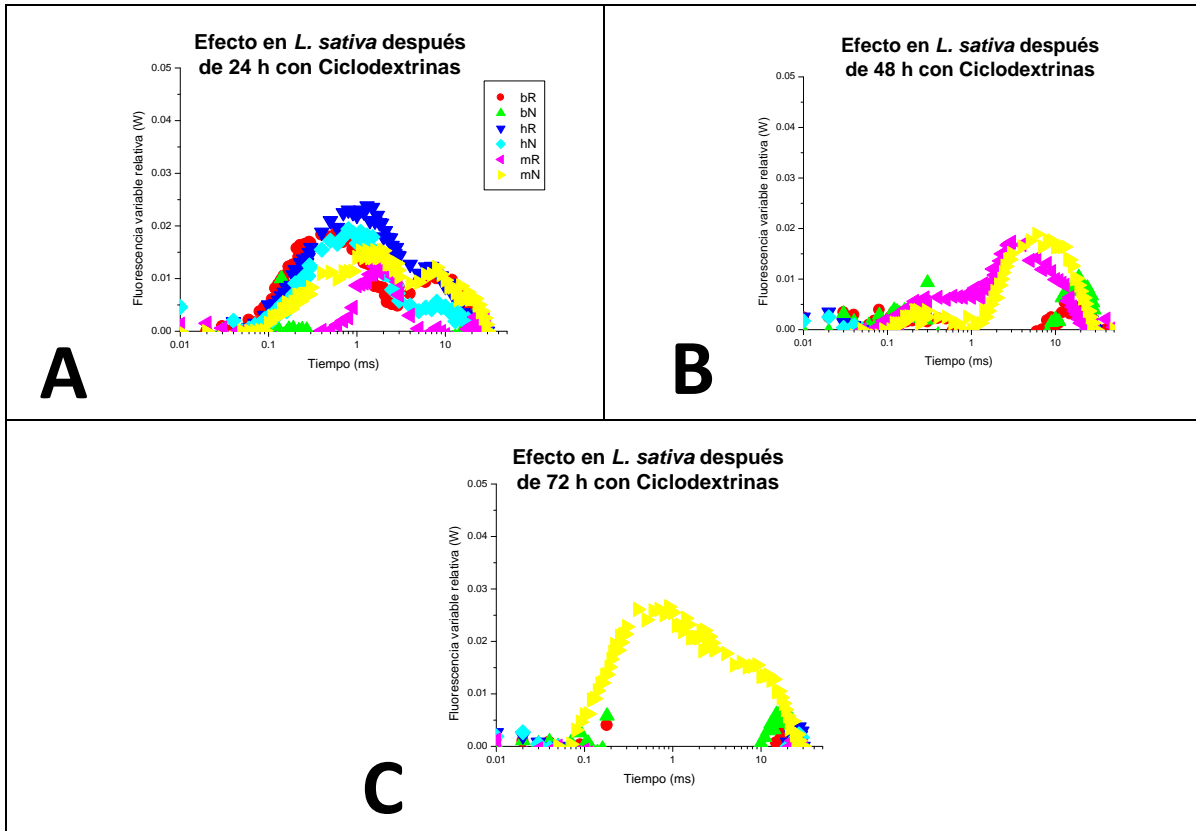 Efecto en L. sativa después
de 24 h con Ciclodextrinas
Fluorescencia variable relativa (W)
0.05
0.04
0.03
0.02
0.01
0.00
0.01
0.1
1
10
Tiempo (ms)
bR
bN
hR
hN
mR
mN
A
Efecto en L. sativa después
de 48 h con Ciclodextrinas
Fluorescencia variable relativa (W)
0.05
0.04
0.03
0.02
0.01
0.00
0.01
0.1
1
10
Tiempo (ms)
B
Efecto en L. sativa después
de 72 h con Ciclodextrinas
Fluorescencia variable relativa (W)
0.05
0.04
0.03
0.02
0.01
0.00
0.01
0.1
1
10
Tiempo (ms)
C